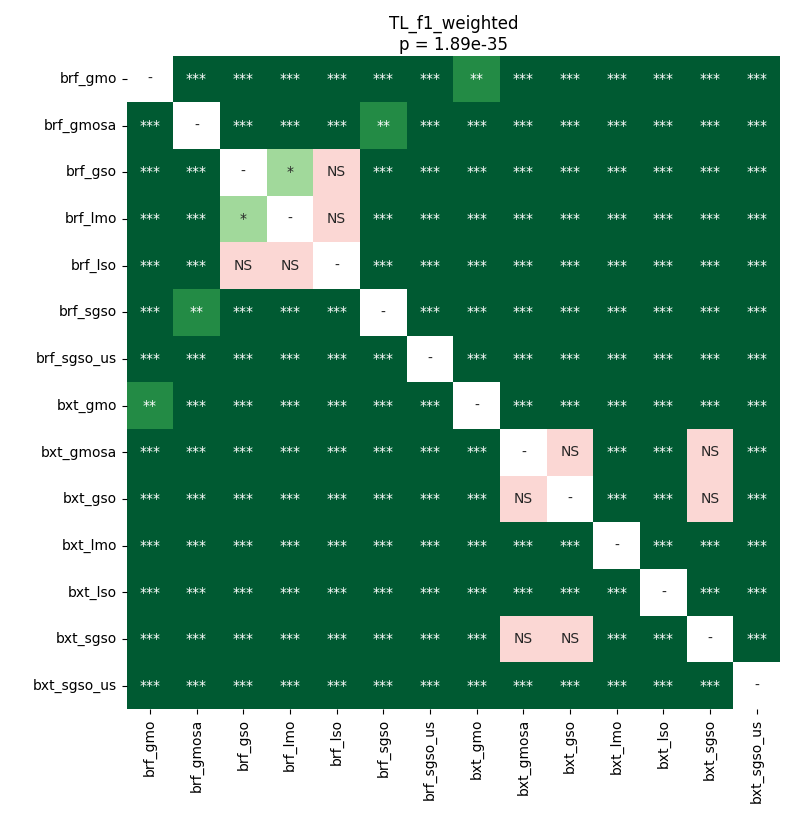 TL_f1_weighted
p = 1.89e-35
brf_gmo - *** *** *** *** *** *** ** *** *** *** *** *** ***
brf_gmosa *** - *** *** *** ** *** *** *** *** *** *** *** ***
brf_gso *** *** - * NS *** *** *** *** *** *** *** *** ***
brf_lmo *** *** * - NS *** *** *** *** *** *** *** *** ***
brf_lso *** *** NS NS - *** *** *** *** *** *** *** *** ***
brf_sgso *** ** *** *** *** - *** *** *** *** *** *** *** ***
brf_sgso_us *** *** *** *** *** *** - *** *** *** *** *** *** ***
bxt_gmo ** *** *** *** *** *** *** - *** *** *** *** *** ***
bxt_gmosa *** *** *** *** *** *** *** *** - NS *** *** NS ***
bxt_gso *** *** *** *** *** *** *** *** NS - *** *** NS ***
bxt_lmo *** *** *** *** *** *** *** *** *** *** - *** *** ***
bxt_lso *** *** *** *** *** *** *** *** *** *** *** - *** ***
bxt_sgso *** *** *** *** *** *** *** *** NS NS *** *** - ***
bxt_sgso_us *** *** *** *** *** *** *** *** *** *** *** *** *** -
brf_gmo brf_gmosa brf_gso brf_lmo brf_lso brf_sgso brf_sgso_us bxt_gmo bxt_gmosa bxt_gso bxt_lmo bxt_lso bxt_sgso bxt_sgso_us